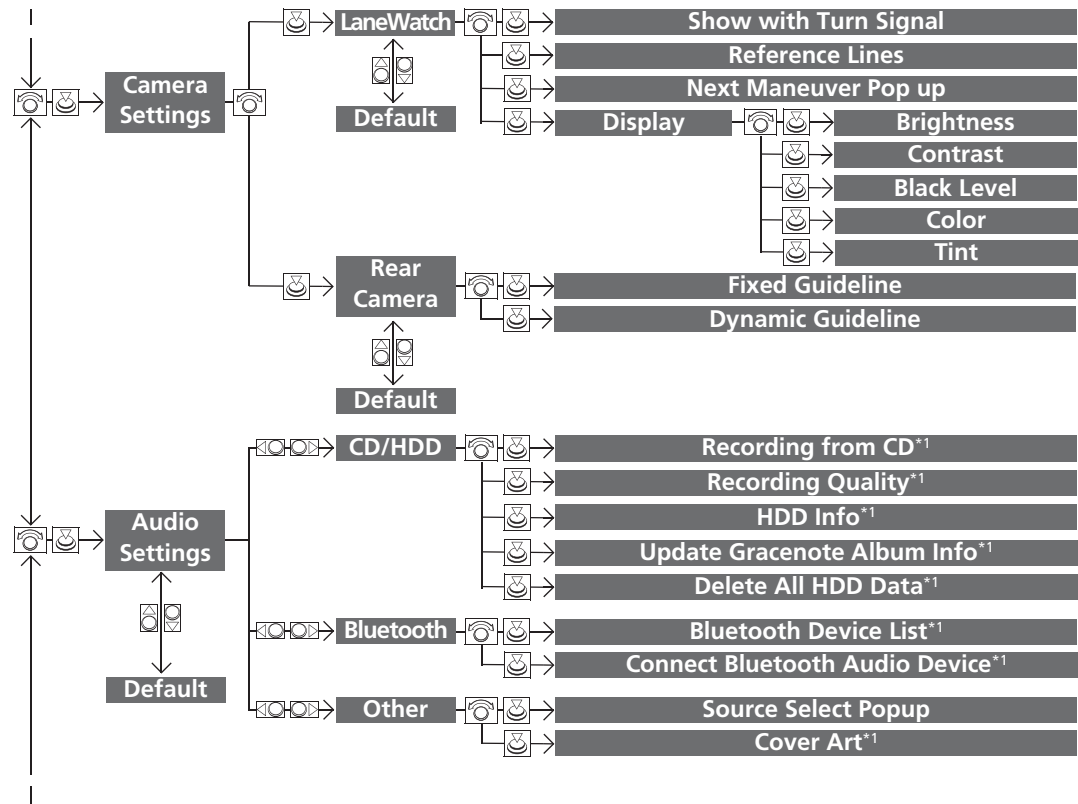 LaneWatch
Show with Turn Signal
Reference Lines
Camera
Settings
Next Maneuver Pop up
Default
Display
Brightness
Contrast
Black Level
Color
Tint
Rear
Camera
Fixed Guideline
Dynamic Guideline
Default
CD/HDD
Recording from CD*1
Recording Quality*1
HDD Info*1
Audio
Settings
Update Gracenote Album Info*1
Delete All HDD Data*1
Bluetooth
Bluetooth Device List*1
Connect Bluetooth Audio Device*1
Default
Other
Source Select Popup
Cover Art*1